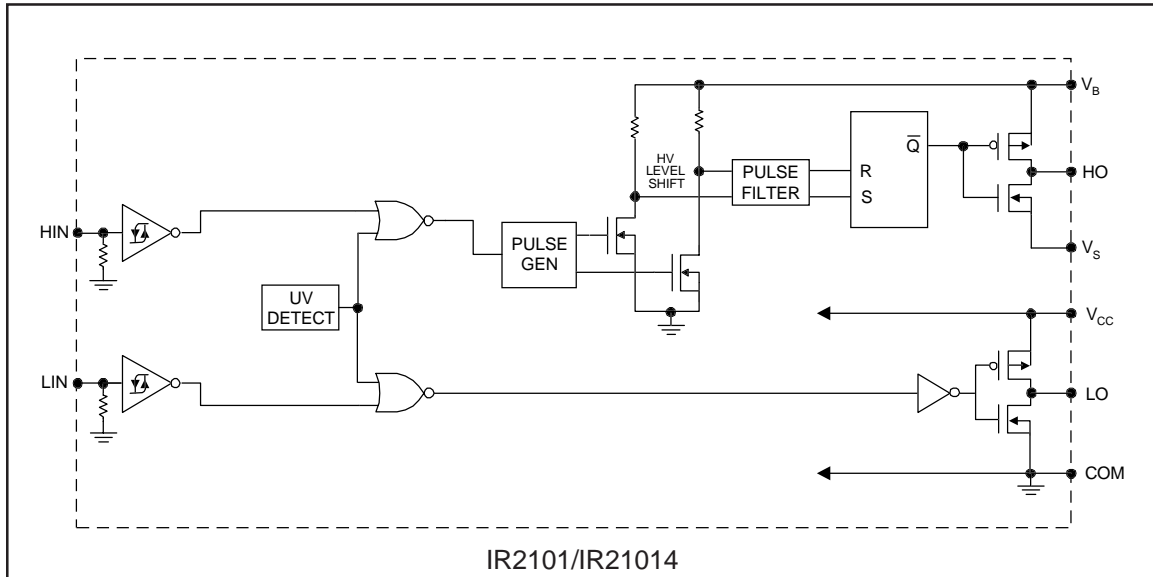 V_B
HV
LEVEL
SHIFT
PULSE
FILTER
R
S
Q̅
HO
HIN
PULSE
GEN
V_S
UV
DETECT
V_CC
LIN
LO
COM
IR2101/IR21014